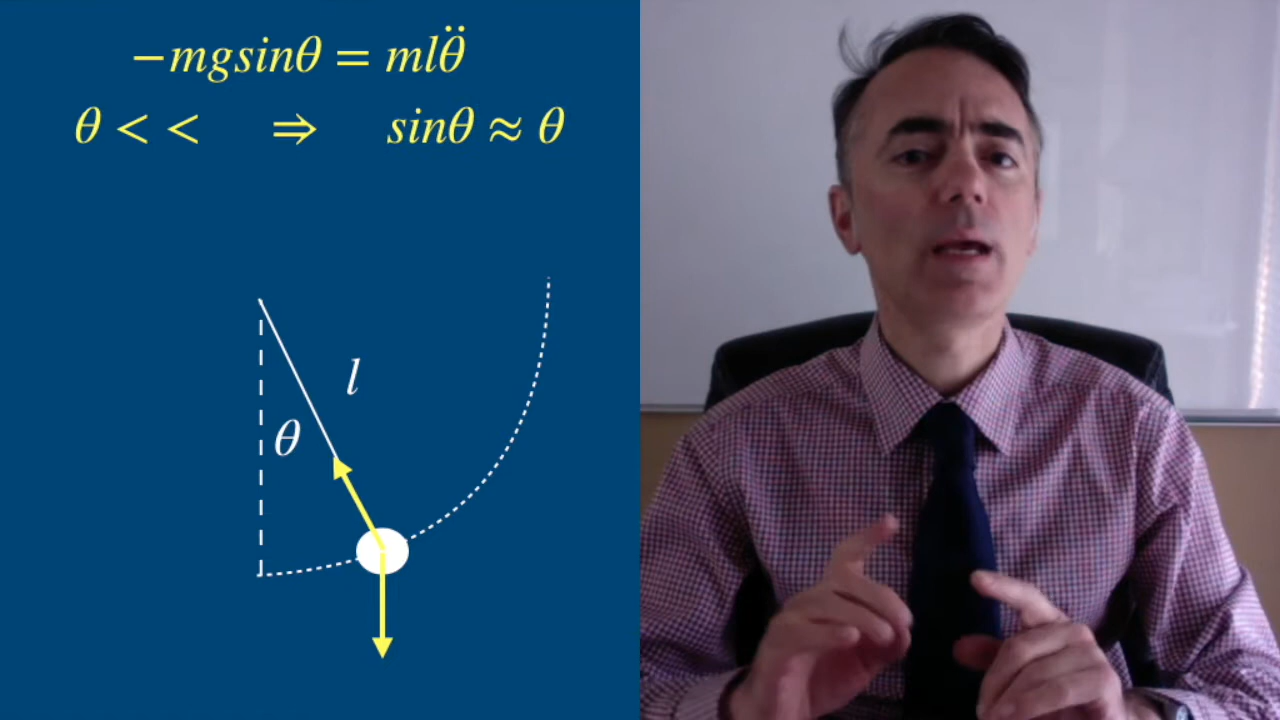 −mgsinθ = mlθ̈
θ < < ⇒ sinθ ≈ θ
l
θ